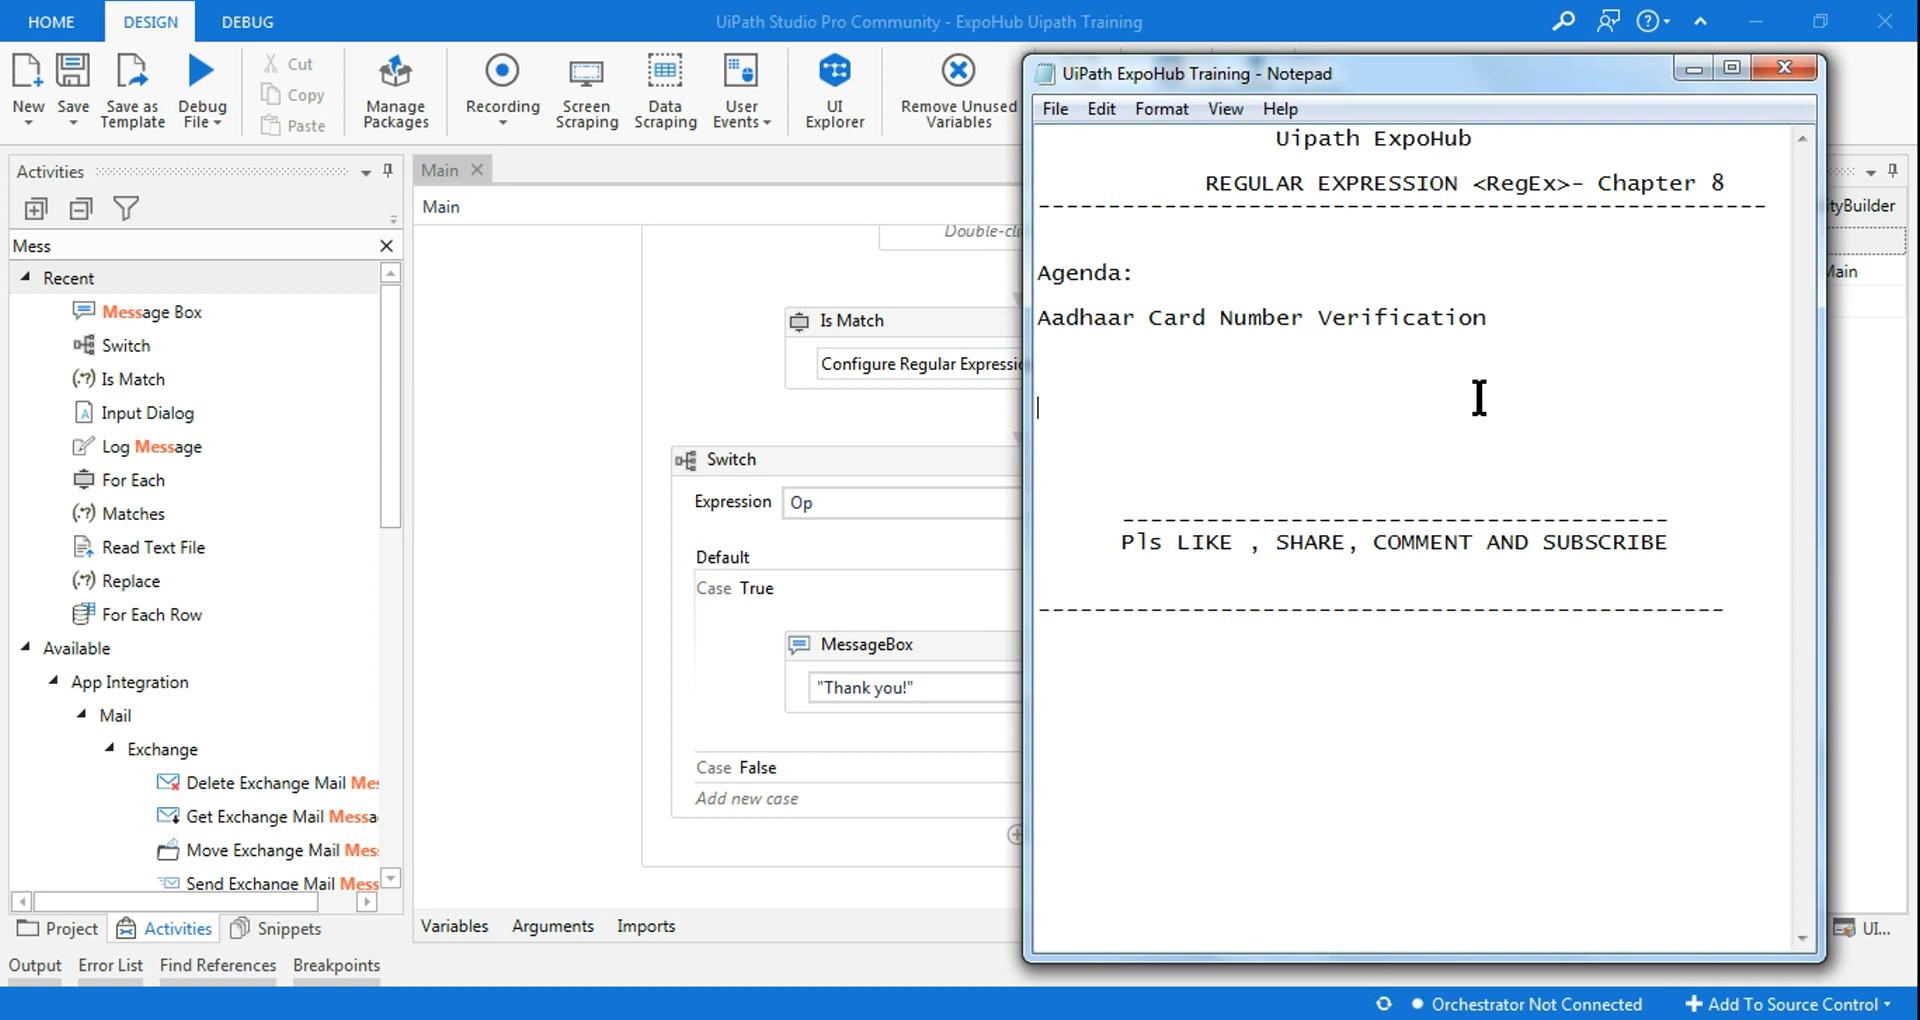 HOME DESIGN DEBUG UiPath Studio Pro Community - ExpoHub Uipath Training
New Save Save as Template Debug File Cut Copy Paste Manage Packages Recording Screen Scraping Data Scraping User Events UI Explorer Remove Unused Variables
Activities
Mess
Recent
Message Box
Switch
Is Match
Input Dialog
Log Message
For Each
Matches
Read Text File
Replace
For Each Row
Available
App Integration
Mail
Exchange
Delete Exchange Mail Mes
Get Exchange Mail Messa
Move Exchange Mail Mes
Send Exchange Mail Mess
Project Activities Snippets
Output Error List Find References Breakpoints
Main
Main
Double-cli
Is Match
Configure Regular Expressio
Switch
Expression Op
Default
Case True
MessageBox
"Thank you!"
Case False
Add new case
Variables Arguments Imports
UiPath ExpoHub Training - Notepad
File Edit Format View Help
Uipath ExpoHub
REGULAR EXPRESSION <RegEx>- Chapter 8
----------------------------------------------------
Agenda:
Aadhaar Card Number Verification
---------------------------------------
Pls LIKE , SHARE, COMMENT AND SUBSCRIBE
-------------------------------------------------
ityBuilder
Main
UI...
Orchestrator Not Connected Add To Source Control